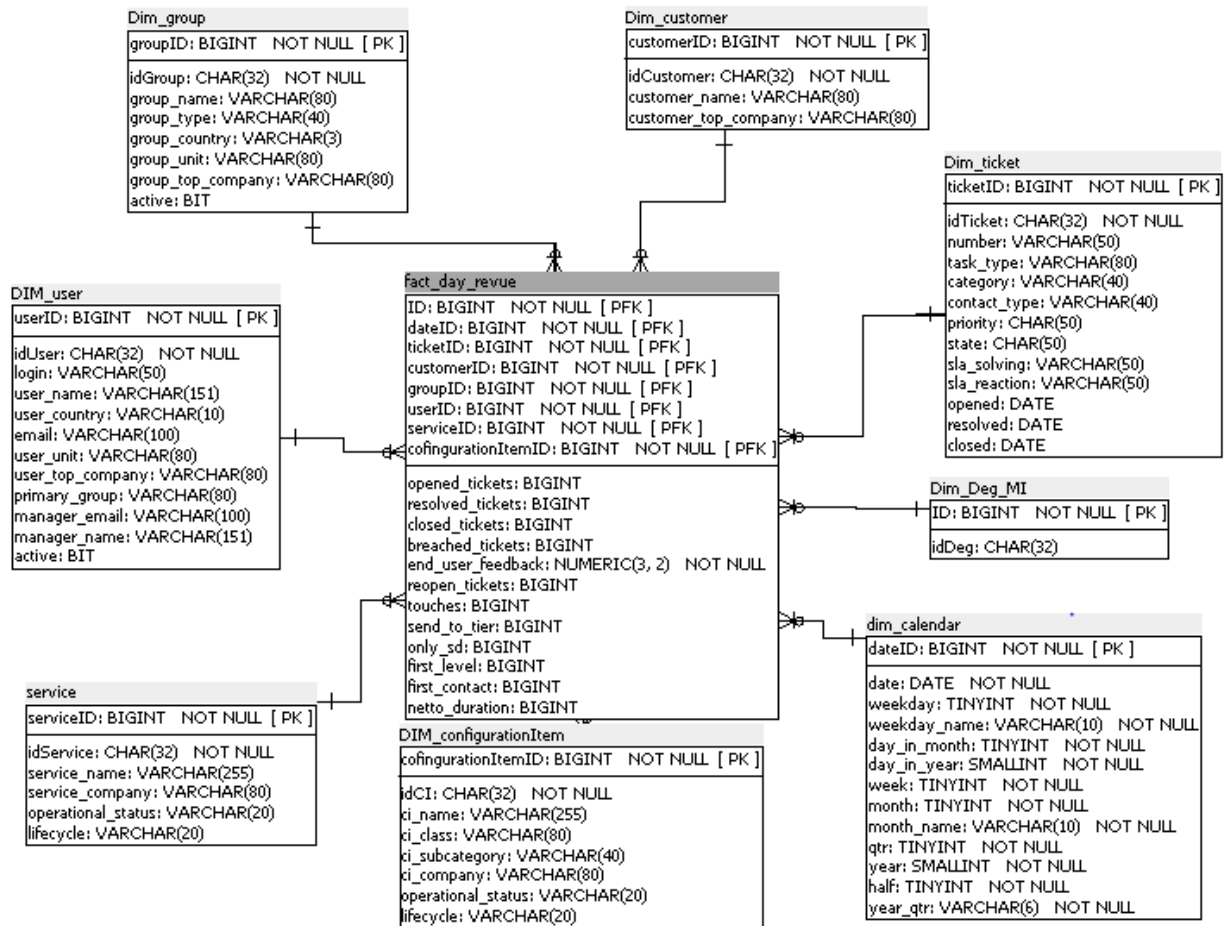 Dim_group
groupID: BIGINT NOT NULL [ PK ]
idGroup: CHAR(32) NOT NULL
group_name: VARCHAR(80)
group_type: VARCHAR(40)
group_country: VARCHAR(3)
group_unit: VARCHAR(80)
group_top_company: VARCHAR(80)
active: BIT
Dim_customer
customerID: BIGINT NOT NULL [ PK ]
idCustomer: CHAR(32) NOT NULL
customer_name: VARCHAR(80)
customer_top_company: VARCHAR(80)
Dim_ticket
ticketID: BIGINT NOT NULL [ PK ]
idTicket: CHAR(32) NOT NULL
number: VARCHAR(50)
task_type: VARCHAR(80)
category: VARCHAR(40)
contact_type: VARCHAR(40)
priority: CHAR(50)
state: CHAR(50)
sla_solving: VARCHAR(50)
sla_reaction: VARCHAR(50)
opened: DATE
resolved: DATE
closed: DATE
DIM_user
userID: BIGINT NOT NULL [ PK ]
idUser: CHAR(32) NOT NULL
login: VARCHAR(50)
user_name: VARCHAR(151)
user_country: VARCHAR(10)
email: VARCHAR(100)
user_unit: VARCHAR(80)
user_top_company: VARCHAR(80)
primary_group: VARCHAR(80)
manager_email: VARCHAR(100)
manager_name: VARCHAR(151)
active: BIT
fact_day_revue
ID: BIGINT NOT NULL [ PFK ]
dateID: BIGINT NOT NULL [ PFK ]
ticketID: BIGINT NOT NULL [ PFK ]
customerID: BIGINT NOT NULL [ PFK ]
groupID: BIGINT NOT NULL [ PFK ]
userID: BIGINT NOT NULL [ PFK ]
serviceID: BIGINT NOT NULL [ PFK ]
cofingurationItemID: BIGINT NOT NULL [ PFK ]
opened_tickets: BIGINT
resolved_tickets: BIGINT
closed_tickets: BIGINT
breached_tickets: BIGINT
end_user_feedback: NUMERIC(3, 2) NOT NULL
reopen_tickets: BIGINT
touches: BIGINT
send_to_tier: BIGINT
only_sd: BIGINT
first_level: BIGINT
first_contact: BIGINT
netto_duration: BIGINT
Dim_Deg_MI
ID: BIGINT NOT NULL [ PK ]
idDeg: CHAR(32)
dim_calendar
dateID: BIGINT NOT NULL [ PK ]
date: DATE NOT NULL
weekday: TINYINT NOT NULL
weekday_name: VARCHAR(10) NOT NULL
day_in_month: TINYINT NOT NULL
day_in_year: SMALLINT NOT NULL
week: TINYINT NOT NULL
month: TINYINT NOT NULL
month_name: VARCHAR(10) NOT NULL
qtr: TINYINT NOT NULL
year: SMALLINT NOT NULL
half: TINYINT NOT NULL
year_qtr: VARCHAR(6) NOT NULL
service
serviceID: BIGINT NOT NULL [ PK ]
idService: CHAR(32) NOT NULL
service_name: VARCHAR(255)
service_company: VARCHAR(80)
operational_status: VARCHAR(20)
lifecycle: VARCHAR(20)
DIM_configurationItem
cofingurationItemID: BIGINT NOT NULL [ PK ]
idCI: CHAR(32) NOT NULL
ci_name: VARCHAR(255)
ci_class: VARCHAR(80)
ci_subcategory: VARCHAR(40)
ci_company: VARCHAR(80)
operational_status: VARCHAR(20)
lifecycle: VARCHAR(20)